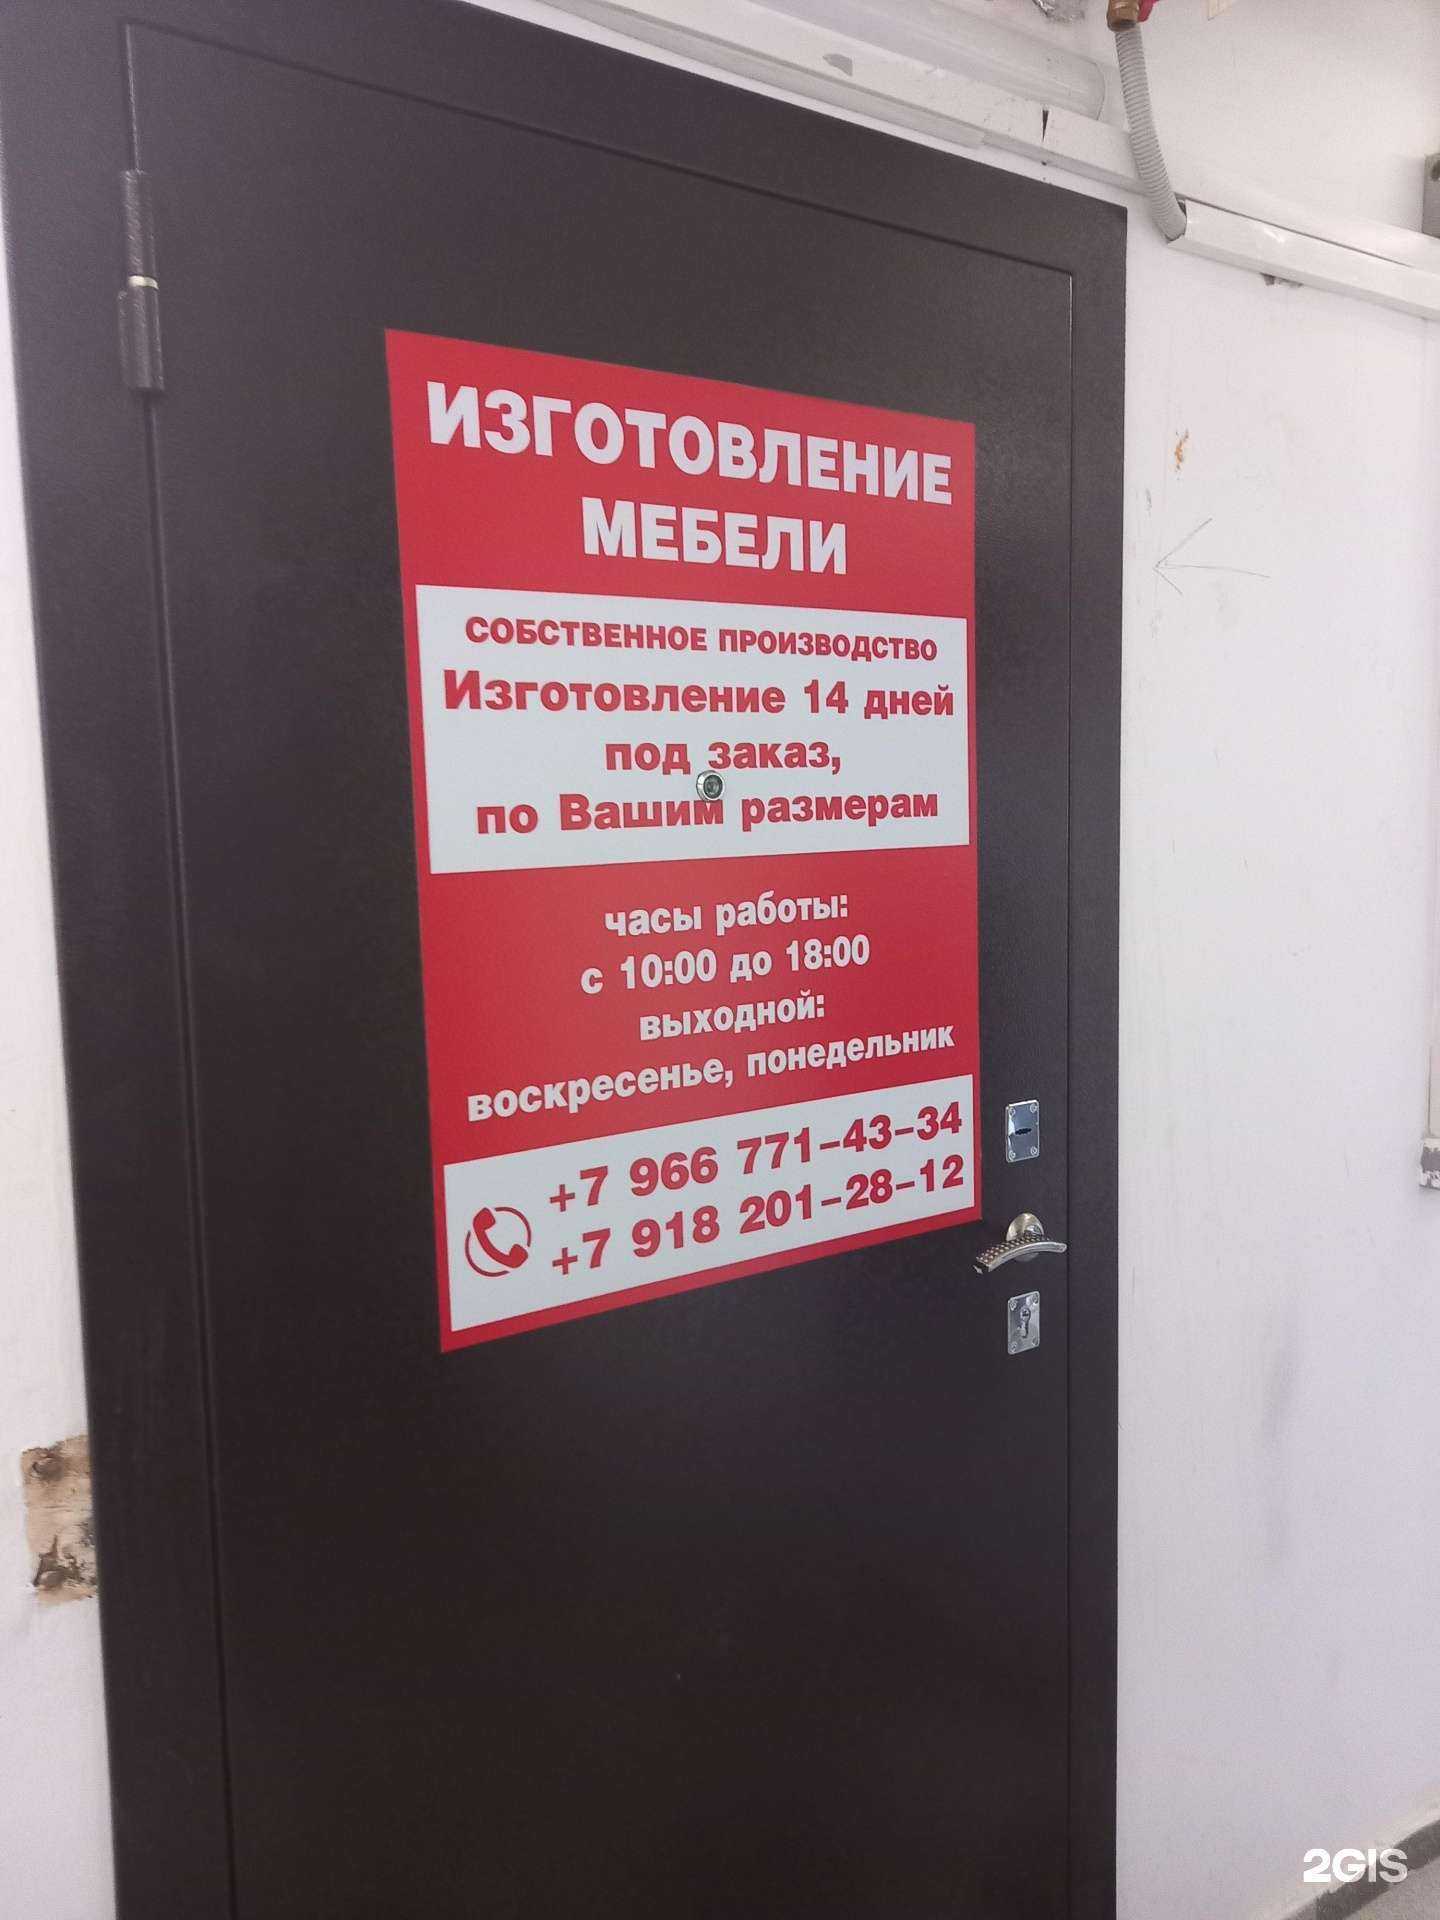 ИЗГОТОВЛЕНИЕ
МЕБЕЛИ
СОБСТВЕННОЕ ПРОИЗВОДСТВО
Изготовление 14 дней
под заказ,
по Вашим размерам
часы работы:
с 10:00 до 18:00
выходной:
воскресенье, понедельник
+7 966 771-43-34
+7 918 201-28-12
2GIS